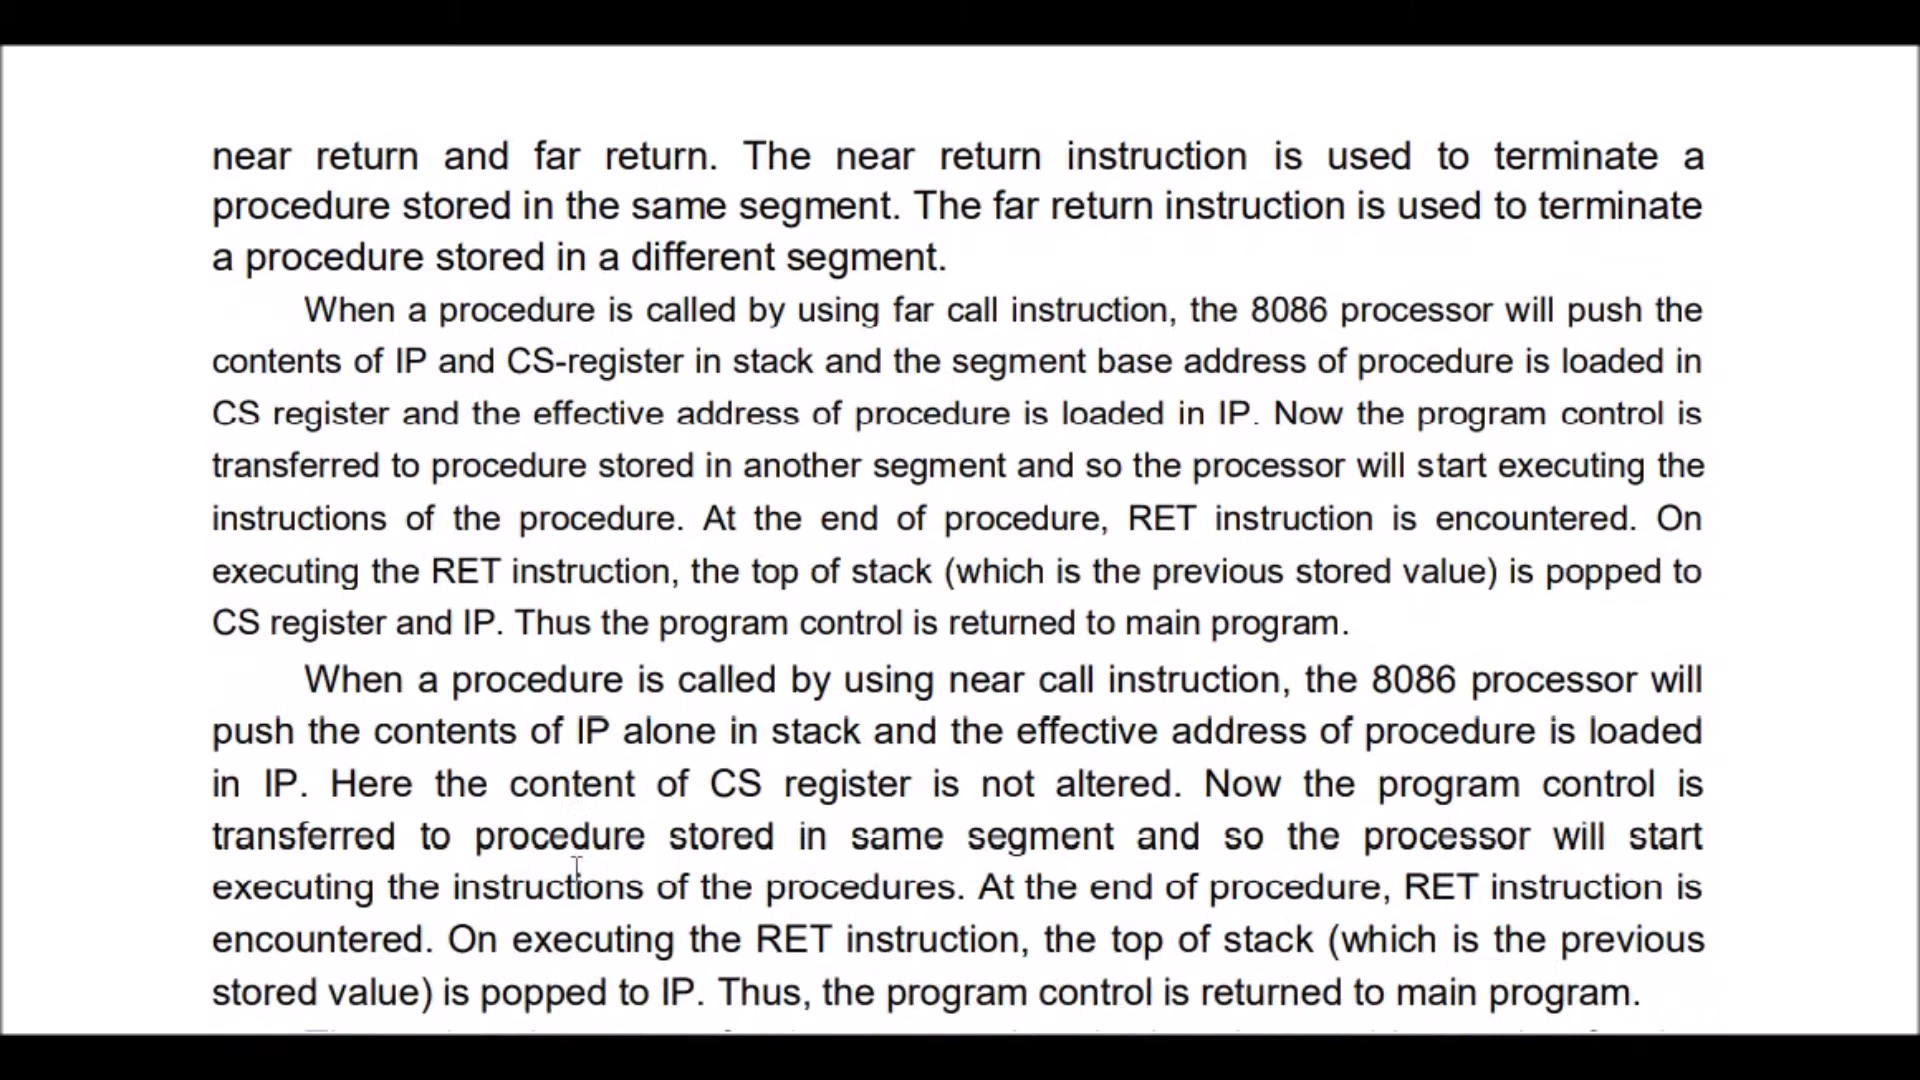 near return and far return. The near return instruction is used to terminate a
procedure stored in the same segment. The far return instruction is used to terminate
a procedure stored in a different segment.
When a procedure is called by using far call instruction, the 8086 processor will push the
contents of IP and CS-register in stack and the segment base address of procedure is loaded in
CS register and the effective address of procedure is loaded in IP. Now the program control is
transferred to procedure stored in another segment and so the processor will start executing the
instructions of the procedure. At the end of procedure, RET instruction is encountered. On
executing the RET instruction, the top of stack (which is the previous stored value) is popped to
CS register and IP. Thus the program control is returned to main program.
When a procedure is called by using near call instruction, the 8086 processor will
push the contents of IP alone in stack and the effective address of procedure is loaded
in IP. Here the content of CS register is not altered. Now the program control is
transferred to procedure stored in same segment and so the processor will start
executing the instructions of the procedures. At the end of procedure, RET instruction is
encountered. On executing the RET instruction, the top of stack (which is the previous
stored value) is popped to IP. Thus, the program control is returned to main program.